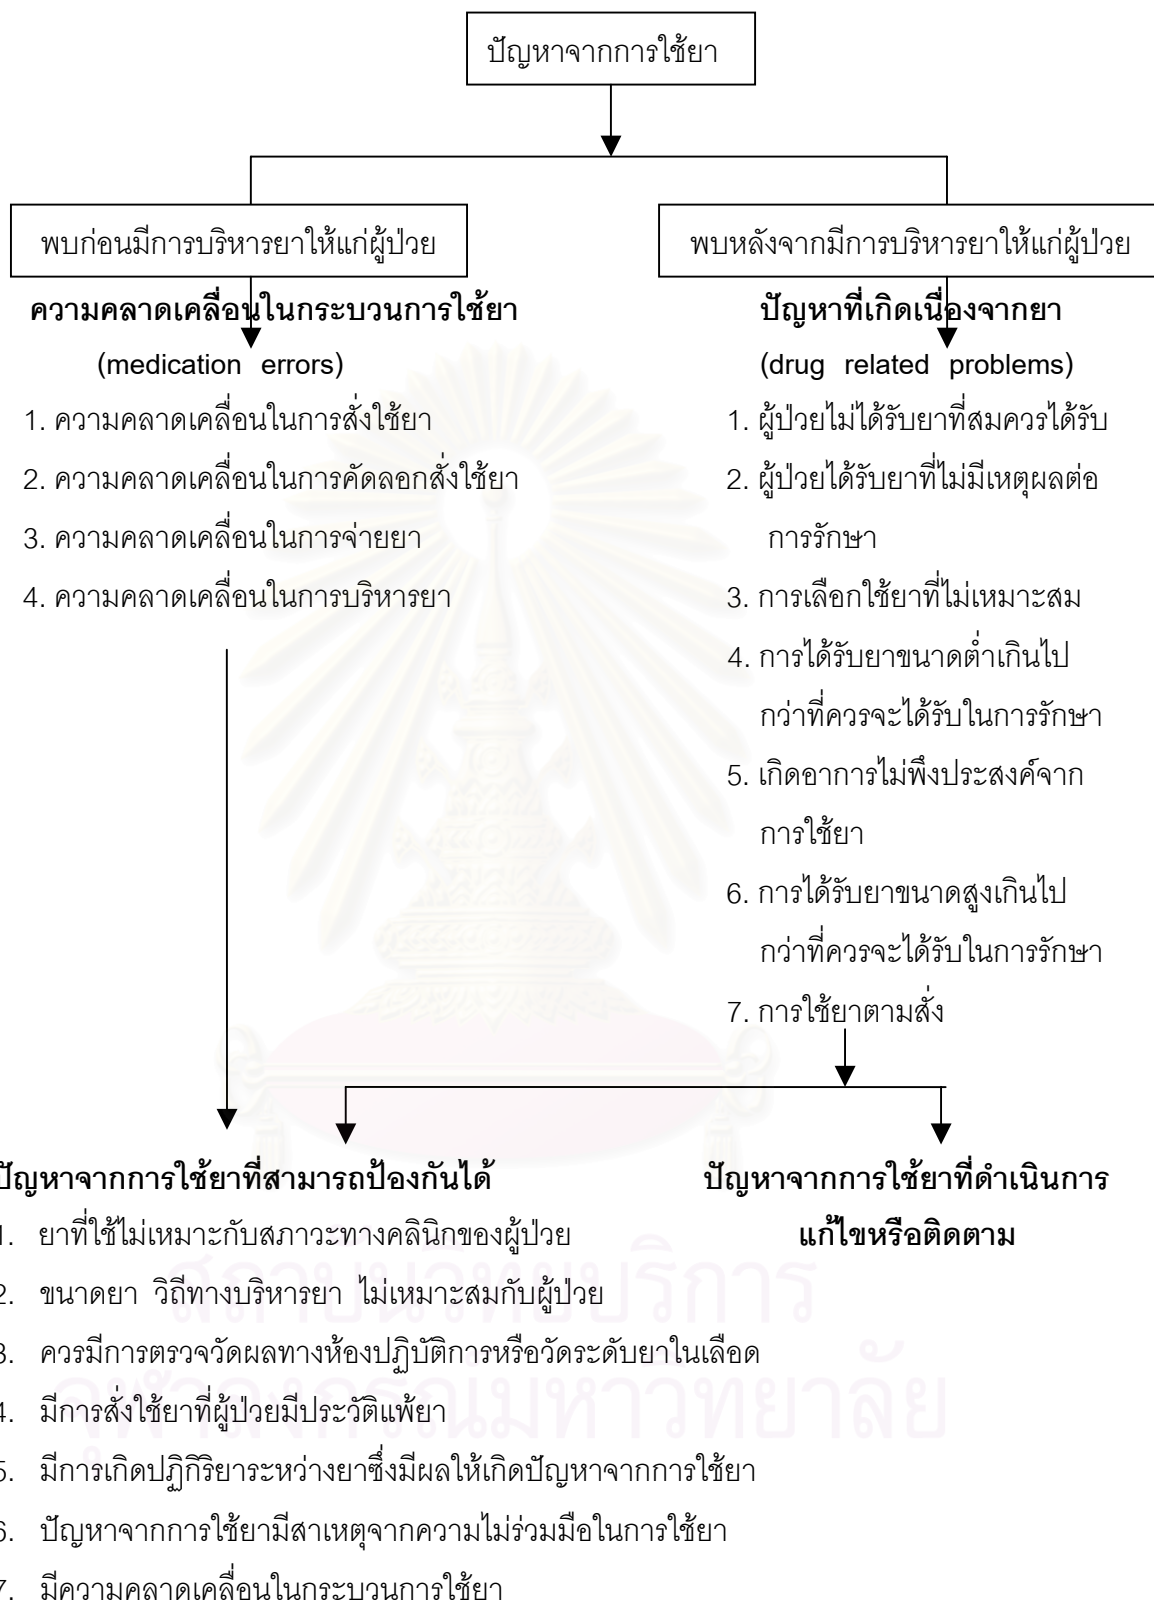 ปัญหาจากการใช้ยา
พบก่อนมีการบริหารยาให้แก่ผู้ป่วย
พบหลังจากมีการบริหารยาให้แก่ผู้ป่วย
ความคลาดเคลื่อนในกระบวนการใช้ยา
(medication errors)
1. ความคลาดเคลื่อนในการสั่งใช้ยา
2. ความคลาดเคลื่อนในการคัดลอกสั่งใช้ยา
3. ความคลาดเคลื่อนในการจ่ายยา
4. ความคลาดเคลื่อนในการบริหารยา
ปัญหาที่เกิดเนื่องจากยา
(drug related problems)
1. ผู้ป่วยไม่ได้รับยาที่สมควรได้รับ
2. ผู้ป่วยได้รับยาที่ไม่มีเหตุผลต่อ
การรักษา
3. การเลือกใช้ยาที่ไม่เหมาะสม
4. การได้รับยาขนาดต่ำเกินไป
กว่าที่ควรจะได้รับในการรักษา
5. เกิดอาการไม่พึงประสงค์จาก
การใช้ยา
6. การได้รับยาขนาดสูงเกินไป
กว่าที่ควรจะได้รับในการรักษา
7. การใช้ยาตามสั่ง
ปัญหาจากการใช้ยาที่สามารถป้องกันได้
1. ยาที่ใช้ไม่เหมาะกับสภาวะทางคลินิกของผู้ป่วย
2. ขนาดยา วิถีทางบริหารยา ไม่เหมาะสมกับผู้ป่วย
3. ควรมีการตรวจวัดผลทางห้องปฏิบัติการหรือวัดระดับยาในเลือด
4. มีการสั่งใช้ยาที่ผู้ป่วยมีประวัติแพ้ยา
5. มีการเกิดปฏิกิริยาระหว่างยาซึ่งมีผลให้เกิดปัญหาจากการใช้ยา
6. ปัญหาจากการใช้ยามีสาเหตุจากความไม่ร่วมมือในการใช้ยา
7. มีความคลาดเคลื่อนในกระบวนการใช้ยา
ปัญหาจากการใช้ยาที่ดำเนินการ
แก้ไขหรือติดตาม
สถาบันวิทยบริการ
จุฬาลงกรณ์มหาวิทยาลัย